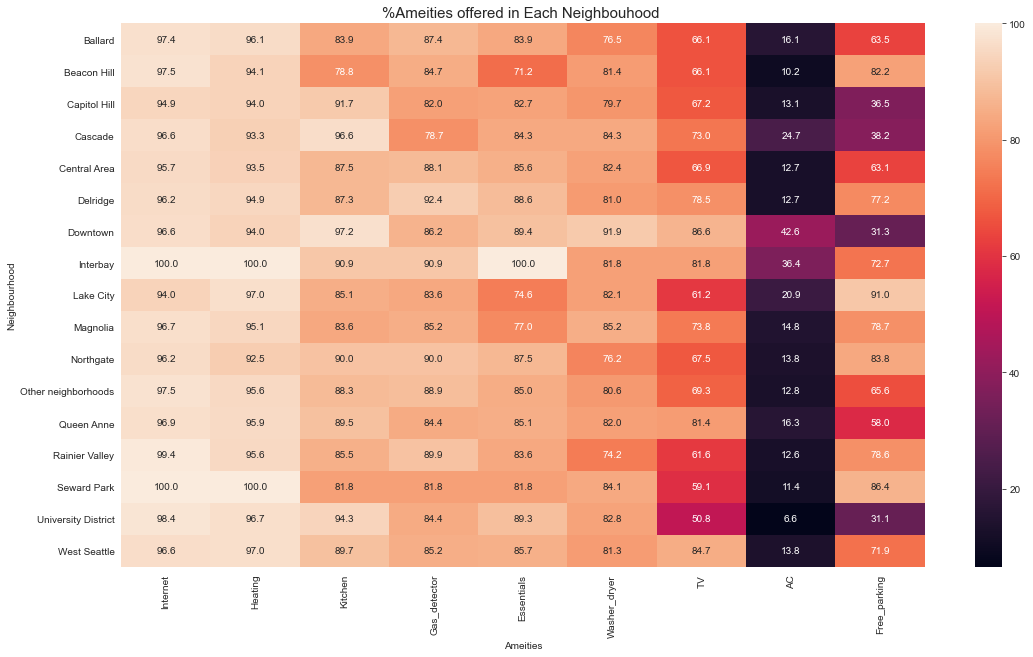 %Ameities offered in Each Neighbouhood
Ballard 97.4 96.1 83.9 87.4 83.9 76.5 66.1 16.1 63.5
Beacon Hill 97.5 94.1 78.8 84.7 71.2 81.4 66.1 10.2 82.2
Capitol Hill 94.9 94.0 91.7 82.0 82.7 79.7 67.2 13.1 36.5
Cascade 96.6 93.3 96.6 78.7 84.3 84.3 73.0 24.7 38.2
Central Area 95.7 93.5 87.5 88.1 85.6 82.4 66.9 12.7 63.1
Delridge 96.2 94.9 87.3 92.4 88.6 81.0 78.5 12.7 77.2
Downtown 96.6 94.0 97.2 86.2 89.4 91.9 86.6 42.6 31.3
Interbay 100.0 100.0 90.9 90.9 100.0 81.8 81.8 36.4 72.7
Lake City 94.0 97.0 85.1 83.6 74.6 82.1 61.2 20.9 91.0
Magnolia 96.7 95.1 83.6 85.2 77.0 85.2 73.8 14.8 78.7
Northgate 96.2 92.5 90.0 90.0 87.5 76.2 67.5 13.8 83.8
Other neighborhoods 97.5 95.6 88.3 88.9 85.0 80.6 69.3 12.8 65.6
Queen Anne 96.9 95.9 89.5 84.4 85.1 82.0 81.4 16.3 58.0
Rainier Valley 99.4 95.6 85.5 89.9 83.6 74.2 61.6 12.6 78.6
Seward Park 100.0 100.0 81.8 81.8 81.8 84.1 59.1 11.4 86.4
University District 98.4 96.7 94.3 84.4 89.3 82.8 50.8 6.6 31.1
West Seattle 96.6 97.0 89.7 85.2 85.7 81.3 84.7 13.8 71.9
Neighbourhood
Internet Heating Kitchen Gas_detector Essentials Washer_dryer TV AC Free_parking
Ameities
100
80
60
40
20